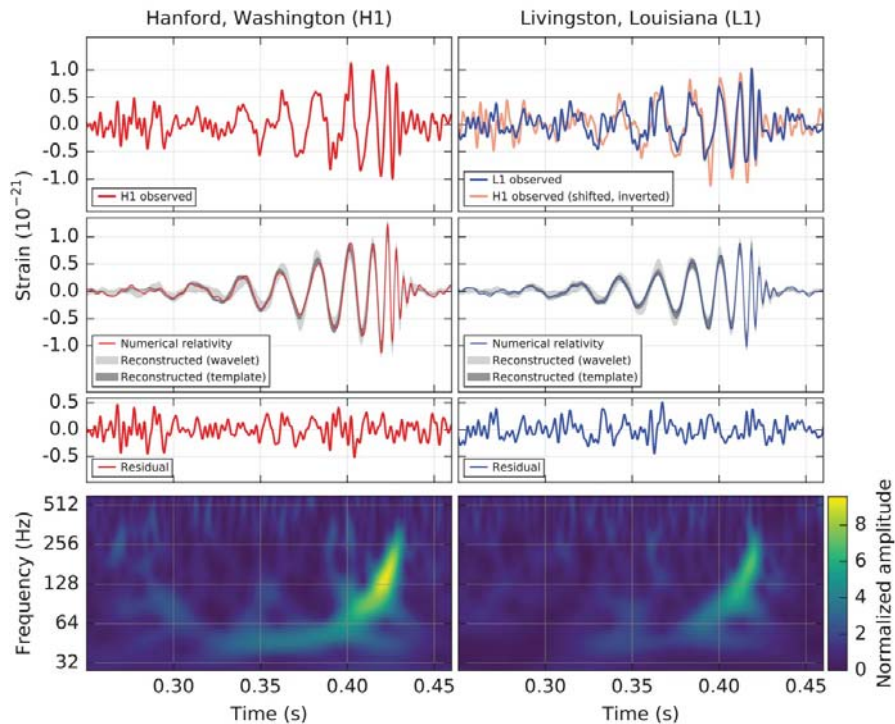 Hanford, Washington (H1)
Livingston, Louisiana (L1)
Strain (10⁻²¹)
1.0
0.5
0.0
-0.5
-1.0
H1 observed
L1 observed
H1 observed (shifted, inverted)
1.0
0.5
0.0
-0.5
-1.0
Numerical relativity
Reconstructed (wavelet)
Reconstructed (template)
Numerical relativity
Reconstructed (wavelet)
Reconstructed (template)
0.5
0.0
-0.5
Residual
Residual
Frequency (Hz)
512
256
128
64
32
Normalized amplitude
8
6
4
2
0
0.30
0.35
0.40
0.45
0.30
0.35
0.40
0.45
Time (s)
Time (s)